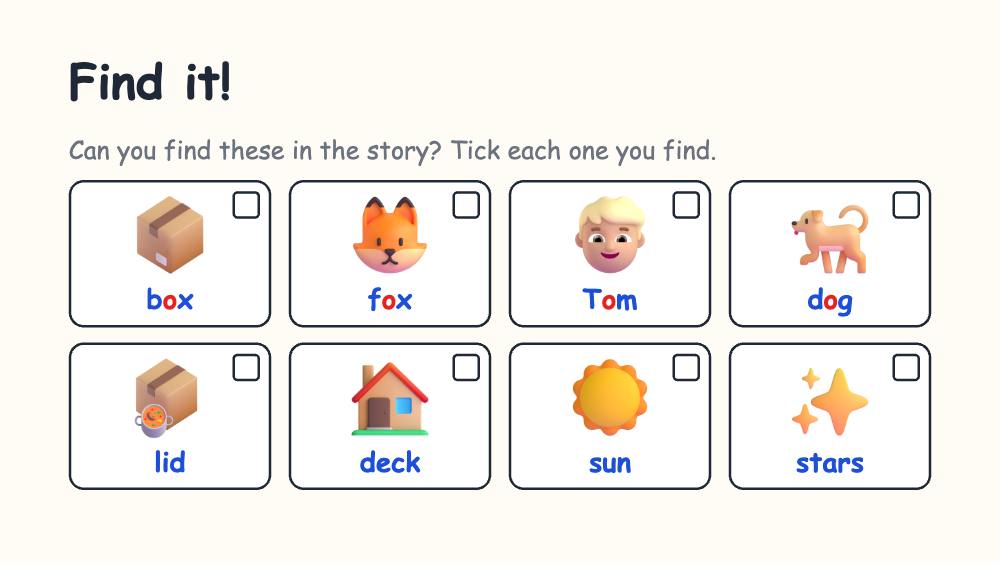 Find it!
Can you find these in the story? Tick each one you find.
box fox Tom dog
lid deck sun stars